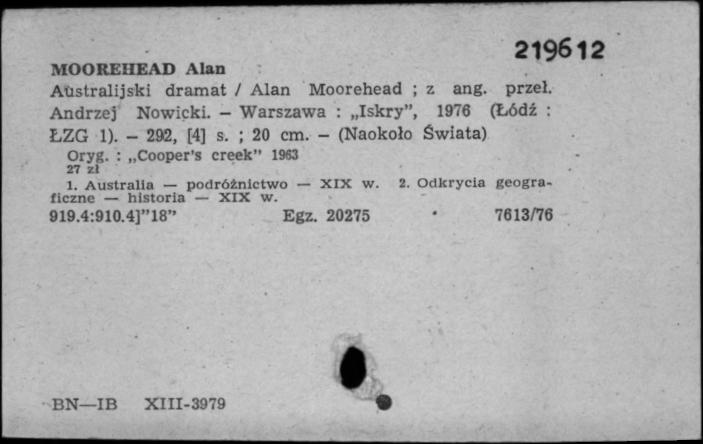 219612
MOOREHEAD Alan
Australijski dramat / Alan Moorehead ; z ang. przeł.
Andrzej Nowicki. — Warszawa : „Iskry”, 1976 (Łódź :
ŁZG 1). — 292, [4] s. ; 20 cm. — (Naokoło Świata)
Oryg. : „Cooper's creek” 1963
27 zł
1. Australia — podróżnictwo — XIX w. 2. Odkrycia geogra-
ficzne — historia — XIX w.
919.4:910.4]”18” Egz. 20275 7613/76
BN—IB XIII-3979